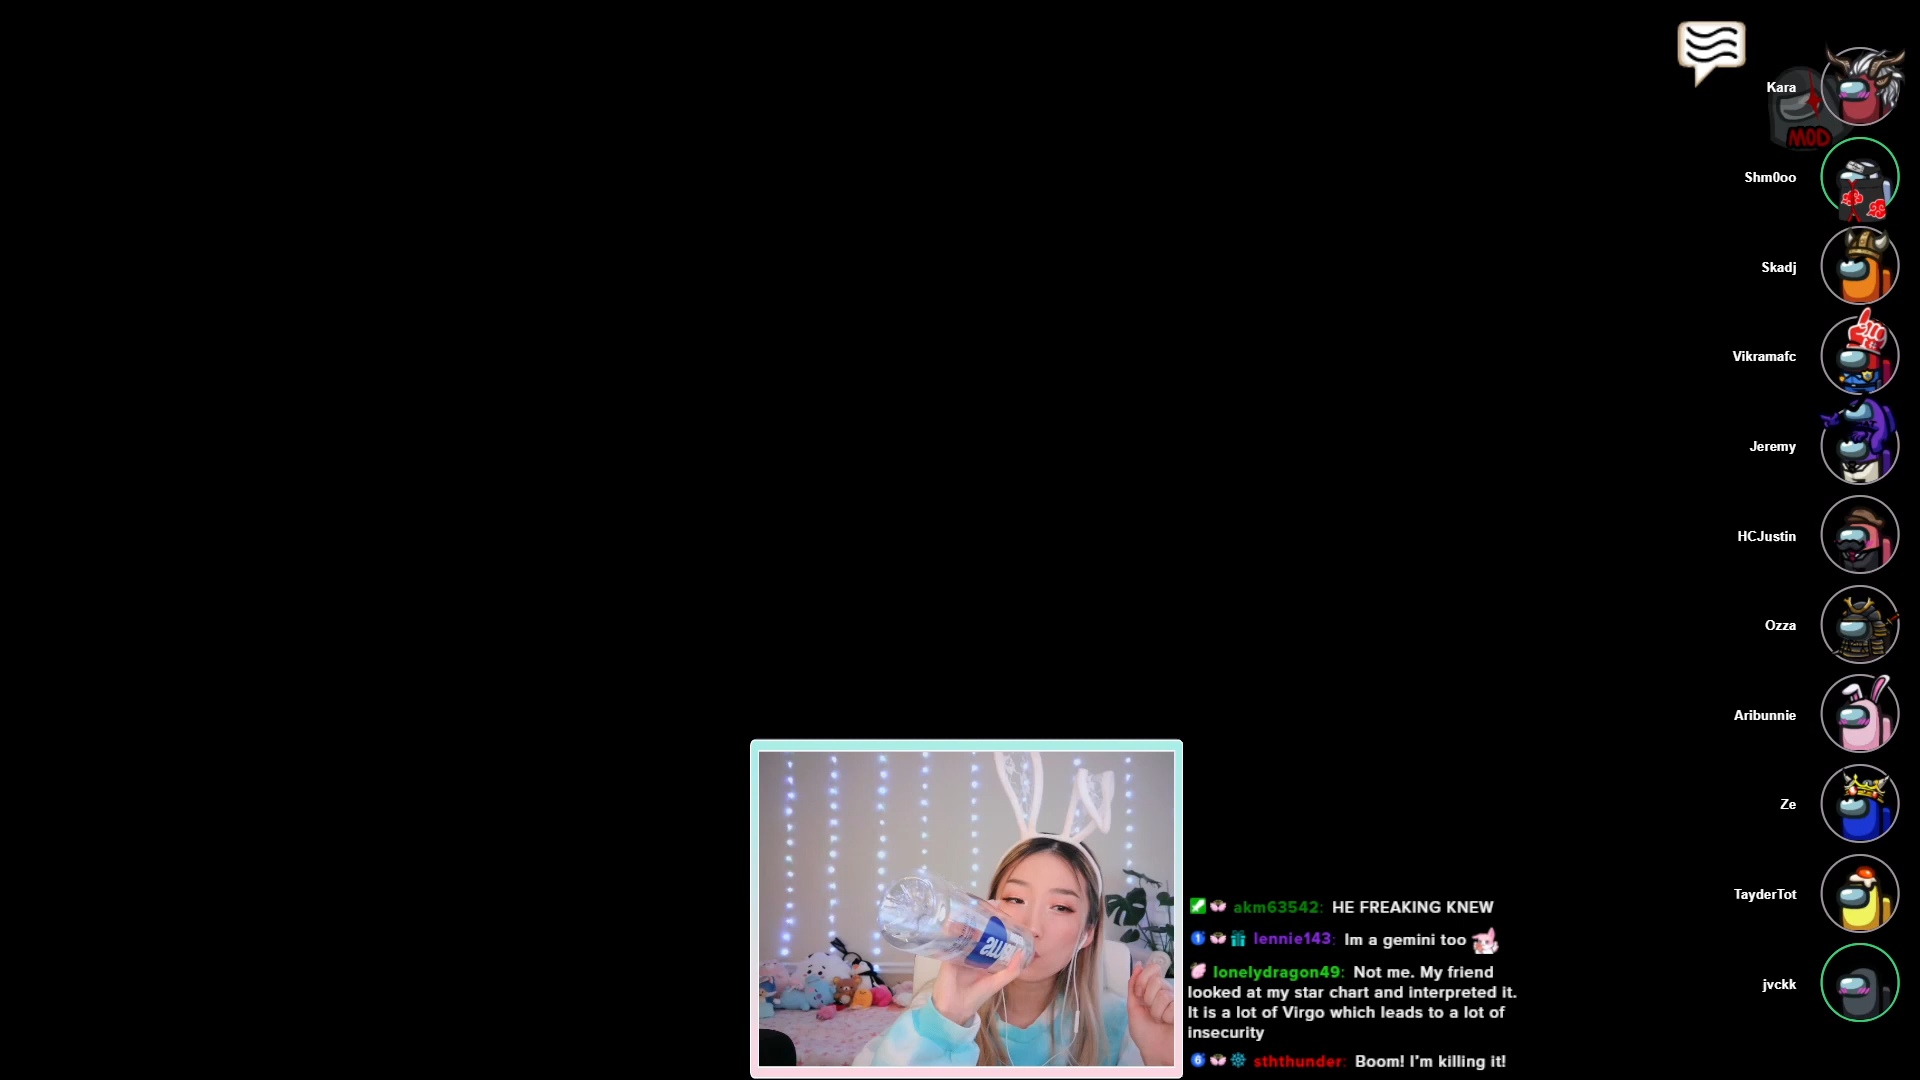 Kara
MOD
Shm0oo
Skadj
Vikramafc
Jeremy
HCJustin
Ozza
Aribunnie
Ze
TayderTot
jvckk
akm63542: HE FREAKING KNEW
lennie143: Im a gemini too
lonelydragon49: Not me. My friend
looked at my star chart and interpreted it.
It is a lot of Virgo which leads to a lot of
insecurity
sththunder: Boom! I'm killing it!